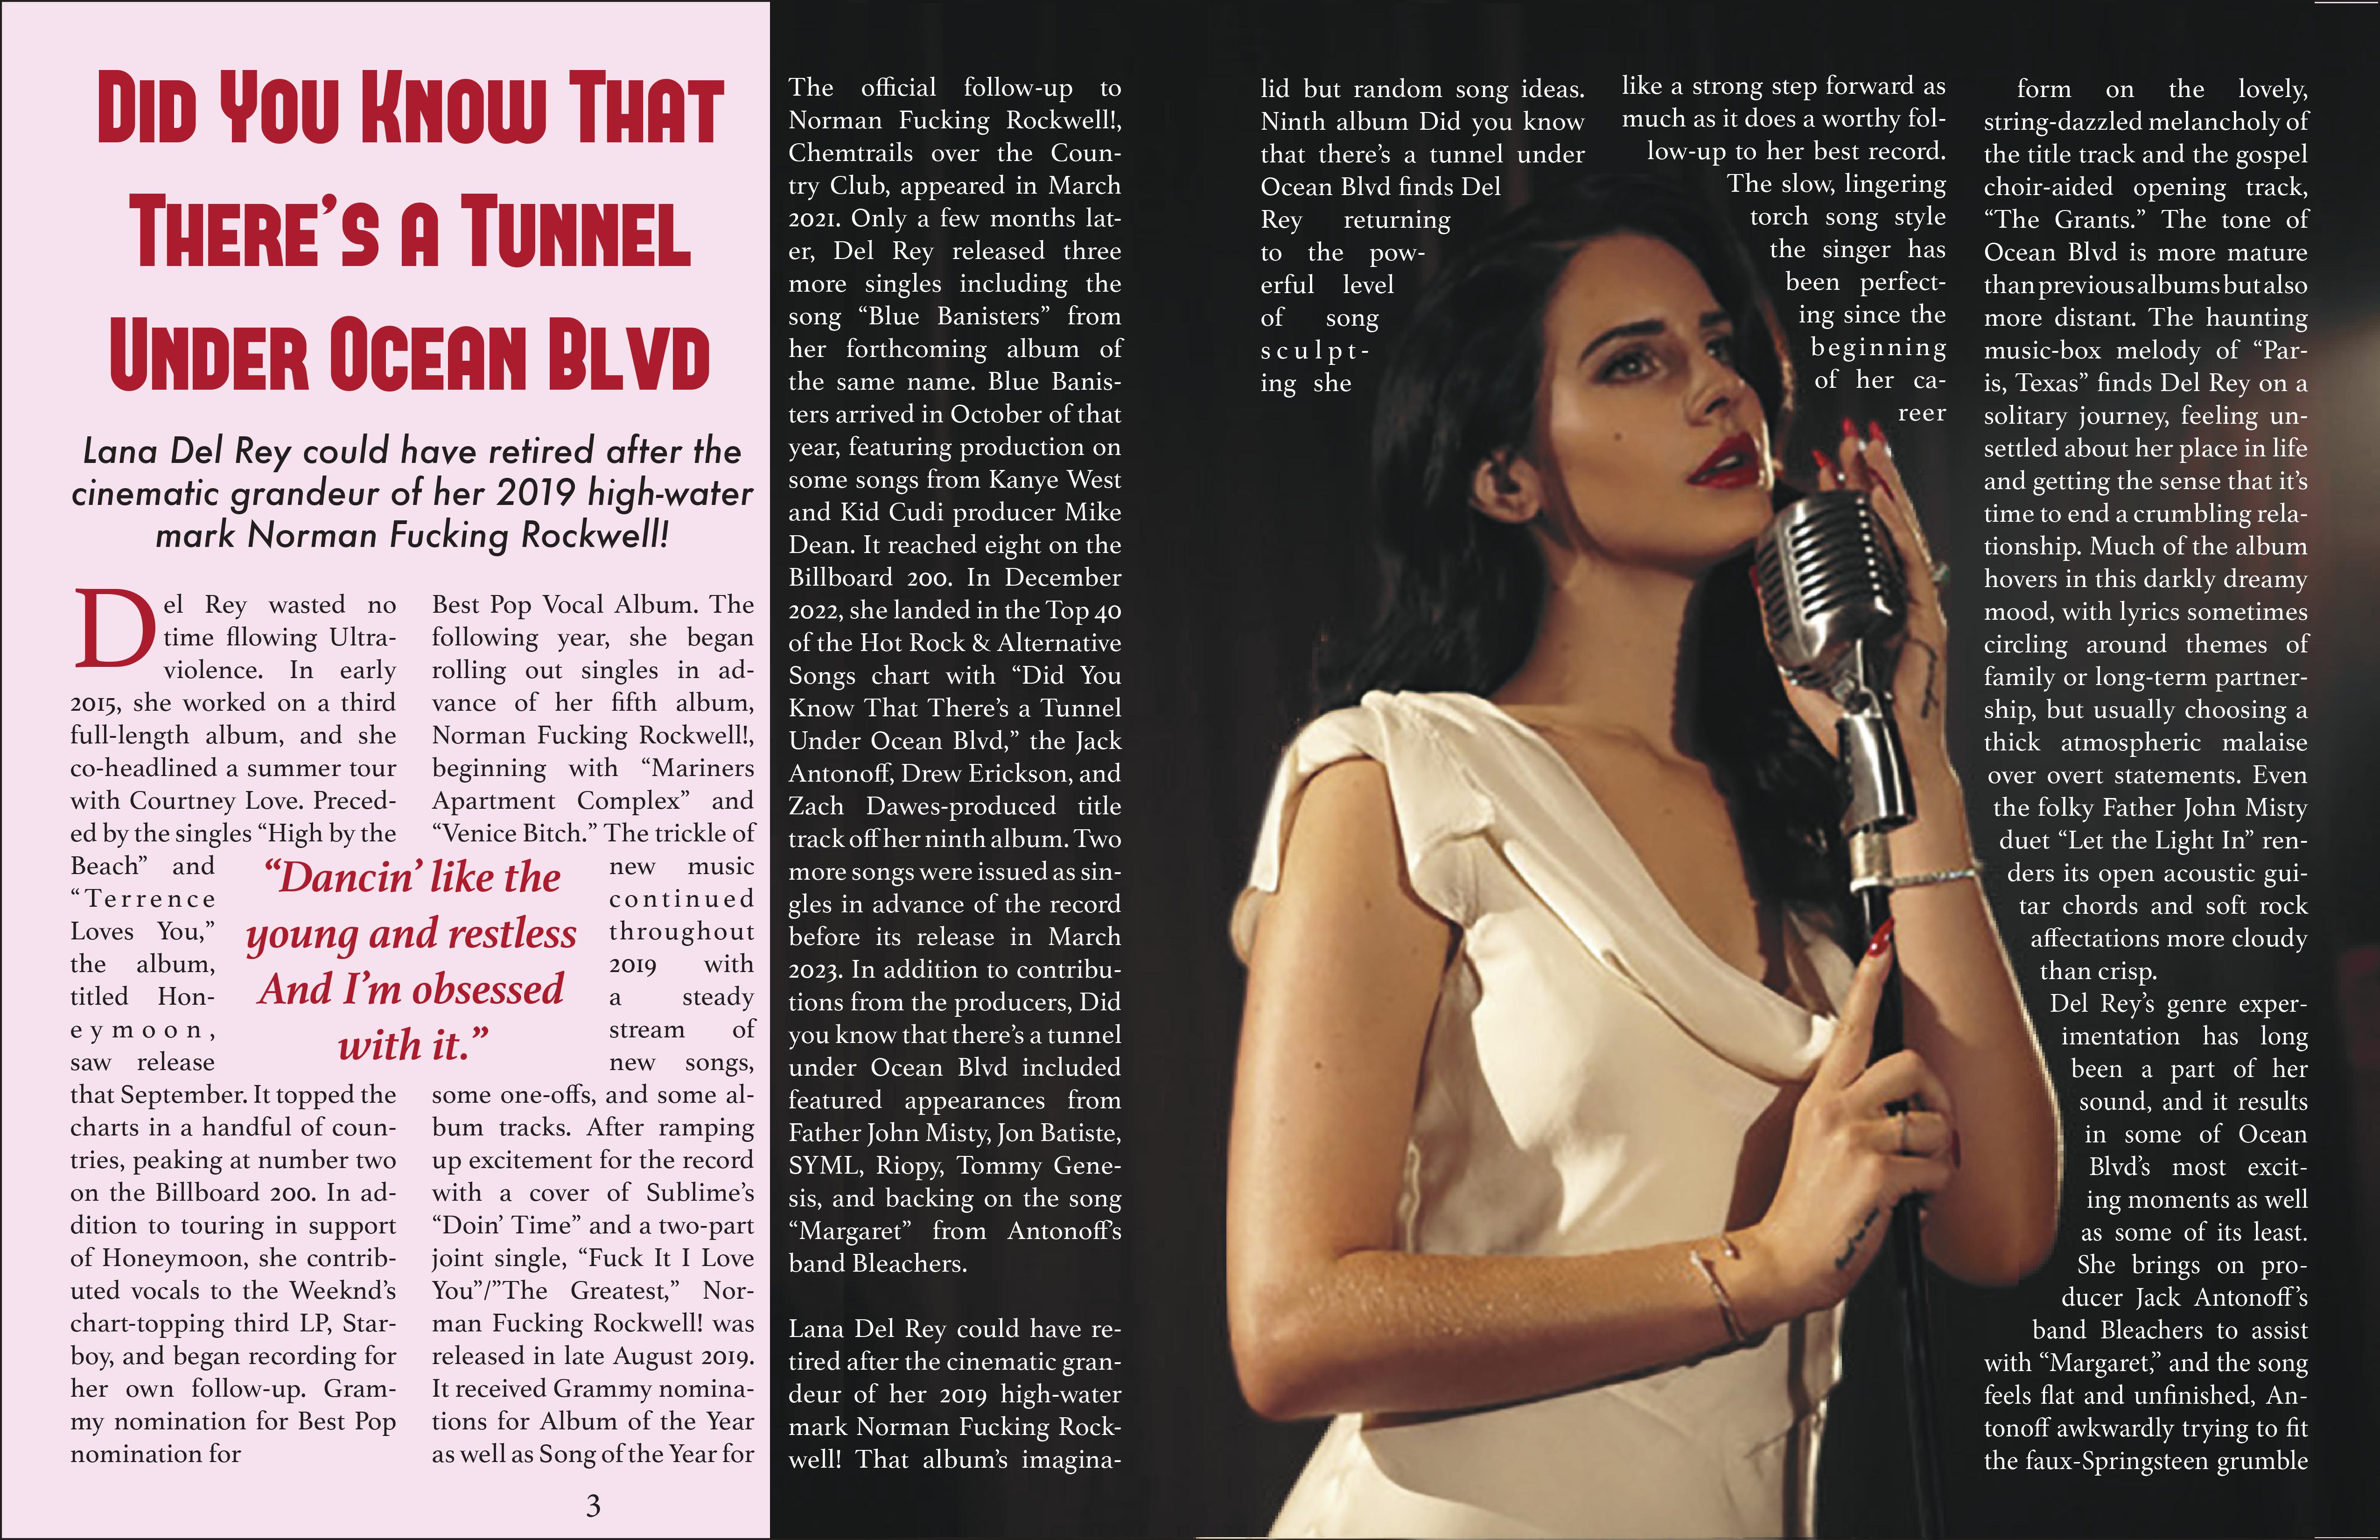 DID YOU KNOW THAT
THERE'S A TUNNEL
UNDER OCEAN BLVD
Lana Del Rey could have retired after the
cinematic grandeur of her 2019 high-water
mark Norman Fucking Rockwell!
Del Rey wasted no
time fllowing Ultra-
violence. In early
2015, she worked on a third
full-length album, and she
co-headlined a summer tour
with Courtney Love. Preced-
ed by the singles “High by the
Beach” and
“Terrence
Loves You,”
the album,
titled Hon-
eymoon,
saw release
that September. It topped the
charts in a handful of coun-
tries, peaking at number two
on the Billboard 200. In ad-
dition to touring in support
of Honeymoon, she contrib-
uted vocals to the Weeknd’s
chart-topping third LP, Star-
boy, and began recording for
her own follow-up. Gram-
my nomination for Best Pop
nomination for
“Dancin’ like the
young and restless
And I’m obsessed
with it.”
Best Pop Vocal Album. The
following year, she began
rolling out singles in ad-
vance of her fifth album,
Norman Fucking Rockwell!,
beginning with “Mariners
Apartment Complex” and
“Venice Bitch.” The trickle of
new music
continued
throughout
2019 with
a steady
stream of
new songs,
some one-offs, and some al-
bum tracks. After ramping
up excitement for the record
with a cover of Sublime’s
“Doin’ Time” and a two-part
joint single, “Fuck It I Love
You”/”The Greatest,” Nor-
man Fucking Rockwell! was
released in late August 2019.
It received Grammy nomina-
tions for Album of the Year
as well as Song of the Year for
3
The official follow-up to
Norman Fucking Rockwell!,
Chemtrails over the Coun-
try Club, appeared in March
2021. Only a few months lat-
er, Del Rey released three
more singles including the
song “Blue Banisters” from
her forthcoming album of
the same name. Blue Banis-
ters arrived in October of that
year, featuring production on
some songs from Kanye West
and Kid Cudi producer Mike
Dean. It reached eight on the
Billboard 200. In December
2022, she landed in the Top 40
of the Hot Rock & Alternative
Songs chart with “Did You
Know That There’s a Tunnel
Under Ocean Blvd,” the Jack
Antonoff, Drew Erickson, and
Zach Dawes-produced title
track off her ninth album. Two
more songs were issued as sin-
gles in advance of the record
before its release in March
2023. In addition to contribu-
tions from the producers, Did
you know that there’s a tunnel
under Ocean Blvd included
featured appearances from
Father John Misty, Jon Batiste,
SYML, Riopy, Tommy Gene-
sis, and backing on the song
“Margaret” from Antonoff’s
band Bleachers.
Lana Del Rey could have re-
tired after the cinematic gran-
deur of her 2019 high-water
mark Norman Fucking Rock-
well! That album’s imagina-
lid but random song ideas.
Ninth album Did you know
that there’s a tunnel under
Ocean Blvd finds Del
Rey returning
to the pow-
erful level
of song
sculpt-
ing she
like a strong step forward as
much as it does a worthy fol-
low-up to her best record.
The slow, lingering
torch song style
the singer has
been perfect-
ing since the
beginning
of her ca-
reer
form on the lovely,
string-dazzled melancholy of
the title track and the gospel
choir-aided opening track,
“The Grants.” The tone of
Ocean Blvd is more mature
than previous albums but also
more distant. The haunting
music-box melody of “Par-
is, Texas” finds Del Rey on a
solitary journey, feeling un-
settled about her place in life
and getting the sense that it’s
time to end a crumbling rela-
tionship. Much of the album
hovers in this darkly dreamy
mood, with lyrics sometimes
circling around themes of
family or long-term partner-
ship, but usually choosing a
thick atmospheric malaise
over overt statements. Even
the folky Father John Misty
duet “Let the Light In” ren-
ders its open acoustic gui-
tar chords and soft rock
affectations more cloudy
than crisp.
Del Rey’s genre exper-
imentation has long
been a part of her
sound, and it results
in some of Ocean
Blvd’s most excit-
ing moments as well
as some of its least.
She brings on pro-
ducer Jack Antonoff’s
band Bleachers to assist
with “Margaret,” and the song
feels flat and unfinished, An-
tonoff awkwardly trying to fit
the faux-Springsteen grumble